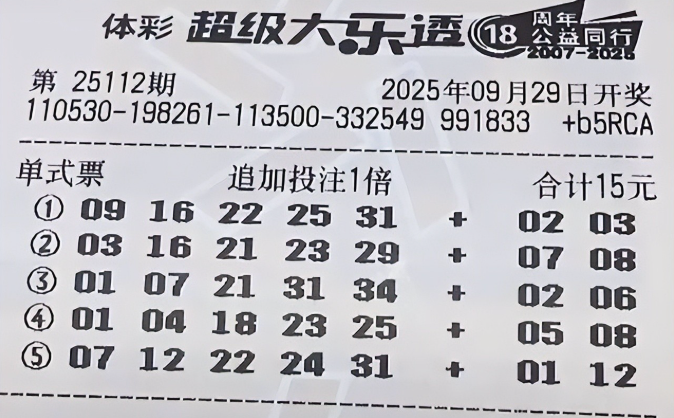 体彩 超级大乐透 18 周年 公益同行 2007-2025
第 25112期 2025年09月29日开奖
110530-198261-113500-332549 991833 +b5RCA
单式票 追加投注1倍 合计15元
① 09 16 22 25 31 + 02 03
② 03 16 21 23 29 + 07 08
③ 01 07 21 31 34 + 02 06
④ 01 04 18 23 25 + 05 08
⑤ 07 12 22 24 31 + 01 12